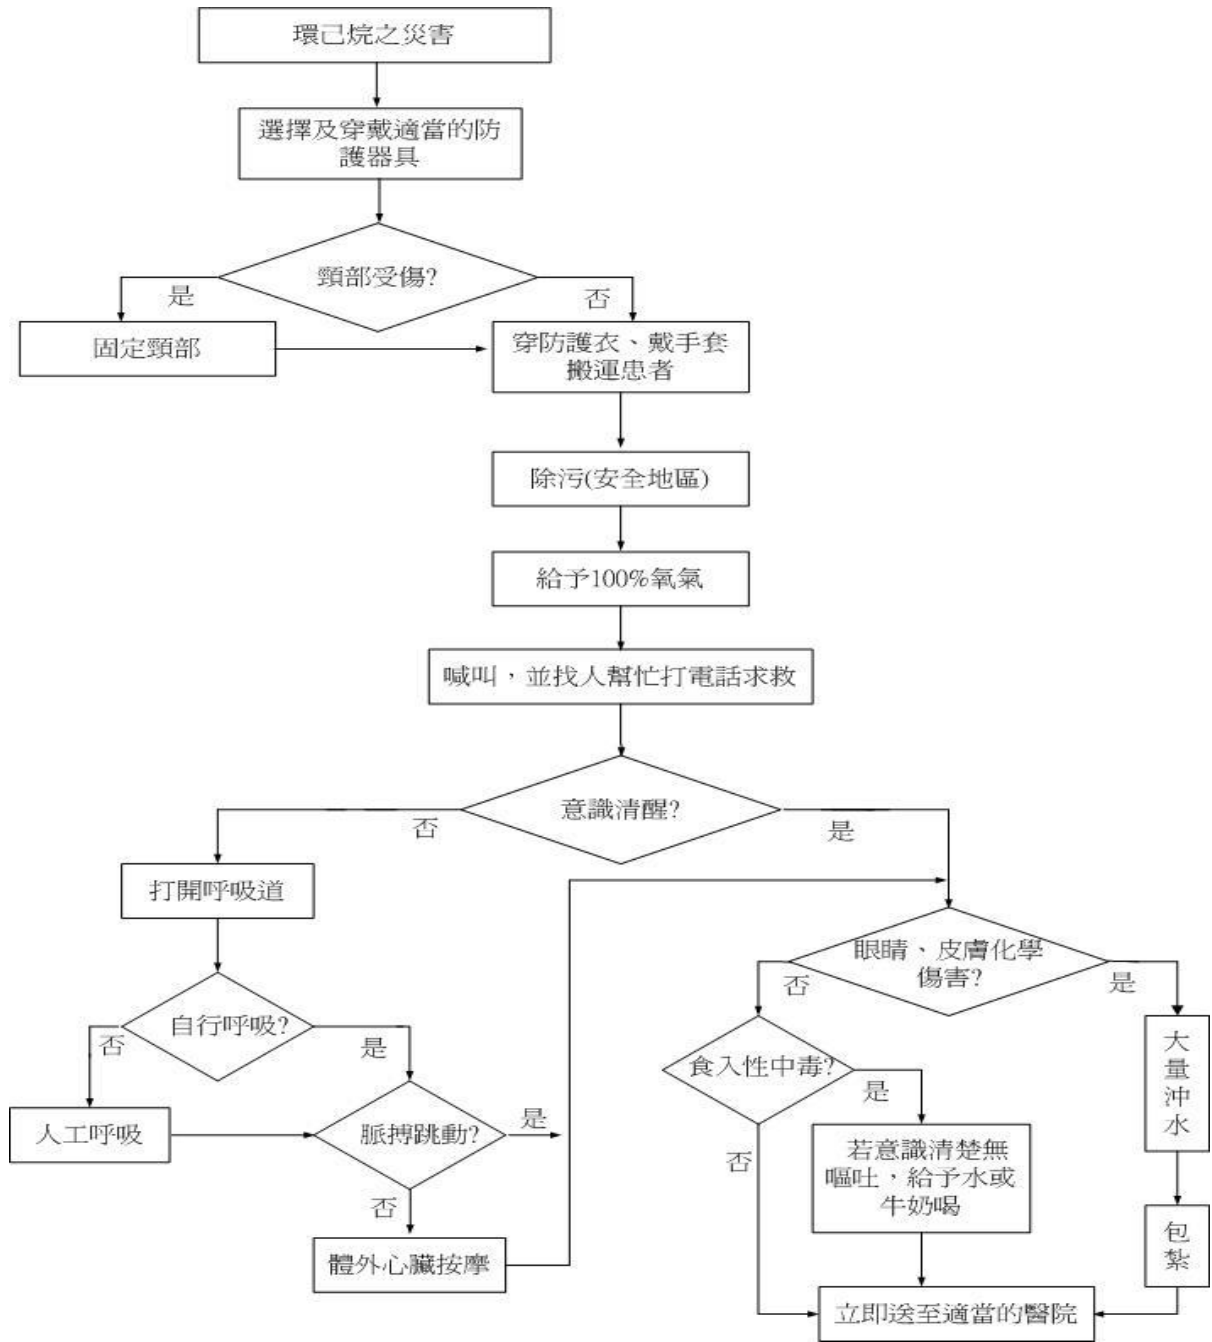 環己烷之災害
選擇及穿戴適當的防
護器具
頸部受傷?
是
否
固定頸部
穿防護衣、戴手套
搬運患者
除污(安全地區)
給予100%氧氣
喊叫，並找人幫忙打電話求救
意識清醒?
否
是
打開呼吸道
眼睛、皮膚化學
傷害?
否
是
自行呼吸?
否
是
食入性中毒?
是
否
大
量
沖
水
人工呼吸
脈搏跳動?
是
否
若意識清楚無
嘔吐，給予水或
牛奶喝
體外心臟按摩
包
紮
立即送至適當的醫院